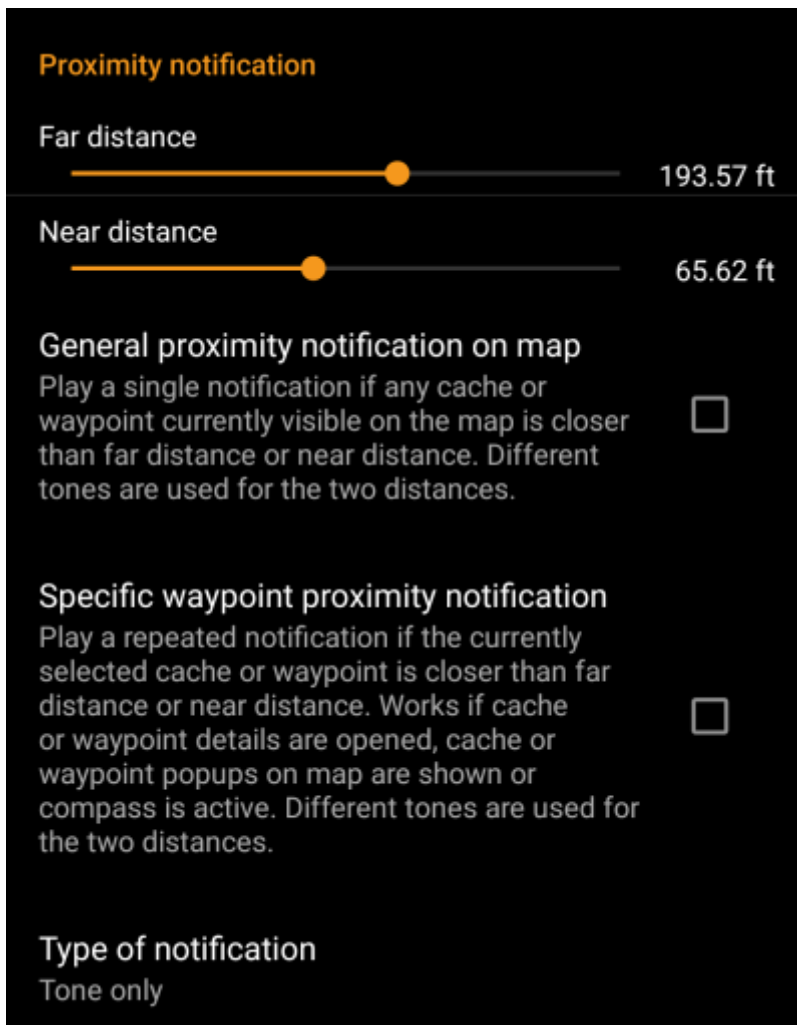 Proximity notification
Far distance
193.57 ft
Near distance
65.62 ft
General proximity notification on map
Play a single notification if any cache or
waypoint currently visible on the map is closer
than far distance or near distance. Different
tones are used for the two distances.
Specific waypoint proximity notification
Play a repeated notification if the currently
selected cache or waypoint is closer than far
distance or near distance. Works if cache
or waypoint details are opened, cache or
waypoint popups on map are shown or
compass is active. Different tones are used for
the two distances.
Type of notification
Tone only